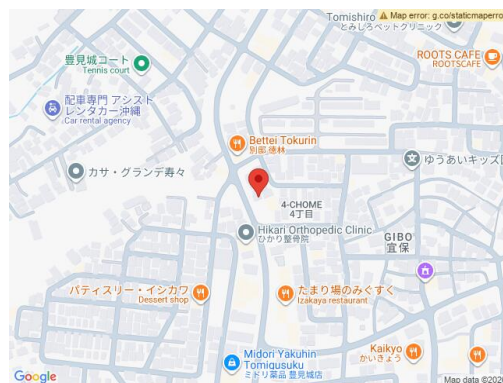 Map error: g.co/staticmaperro
Tomishiro
とみしろペットクリニック
豊見城コート
Tennis court
ROOTS CAFE
ROOTSCAFE
配車専門 アシスト
レンタカー沖縄
Car rental agency
Bettei Tokurin
別邸 徳林
ゆうあいキッズ
カサ・グランデ寿々
4-CHOME
4丁目
Hikari Orthopedic Clinic
ひかり整骨院
GIBO
宜保
パティスリー・イシカワ
Dessert shop
たまり場のみぐすく
Izakaya restaurant
Midori Yakuhin
Tomigusuku
ミドリ薬品 豊見城店
Kaikyo
かいきょう
Google
Map data ©202